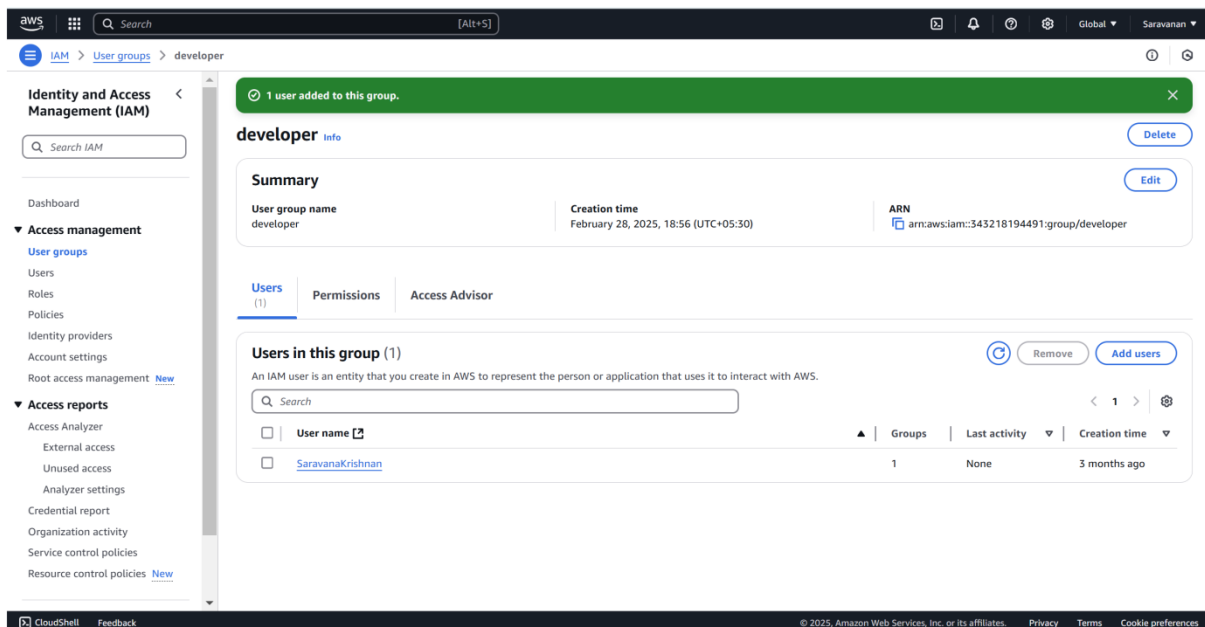 aws Search [Alt+S] Global Saravanan
IAM > User groups > developer
Identity and Access Management (IAM)
Search IAM
Dashboard
Access management
User groups
Users
Roles
Policies
Identity providers
Account settings
Root access management New
Access reports
Access Analyzer
External access
Unused access
Analyzer settings
Credential report
Organization activity
Service control policies
Resource control policies New
1 user added to this group.
developer Info Delete
Summary Edit
User group name
developer
Creation time
February 28, 2025, 18:56 (UTC+05:30)
ARN
arn:aws:iam::343218194491:group/developer
Users
(1)
Permissions
Access Advisor
Users in this group (1) Remove Add users
An IAM user is an entity that you create in AWS to represent the person or application that uses it to interact with AWS.
Search < 1 >
User name Groups Last activity Creation time
SaravanaKrishnan 1 None 3 months ago
CloudShell Feedback © 2025, Amazon Web Services, Inc. or its affiliates. Privacy Terms Cookie preferences